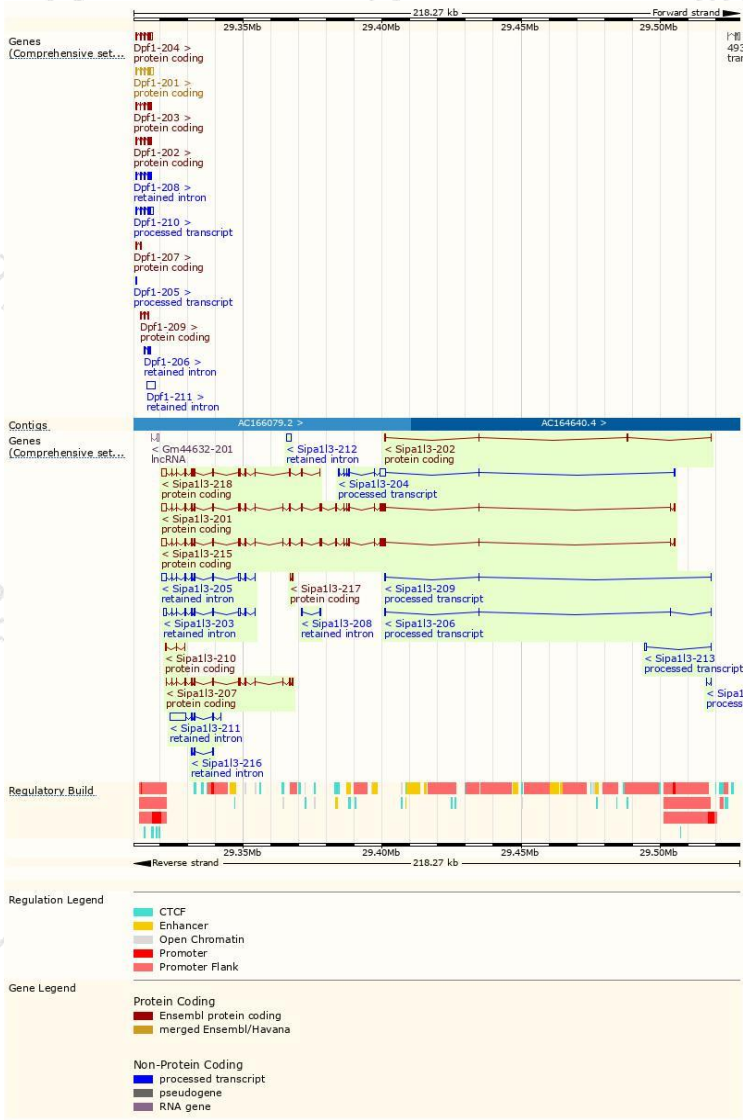 218.27 kb
Forward strand
29.35Mb 29.40Mb 29.45Mb 29.50Mb
Genes
(Comprehensive set...
Dpf1-204 >
protein coding
493
tran
Dpf1-201 >
protein coding
Dpf1-203 >
protein coding
Dpf1-202 >
protein coding
Dpf1-208 >
retained intron
Dpf1-210 >
processed transcript
Dpf1-207 >
protein coding
Dpf1-205 >
processed transcript
Dpf1-209 >
protein coding
Dpf1-206 >
retained intron
Dpf1-211 >
retained intron
Contigs
AC166079.2 > AC164640.4 >
Genes
(Comprehensive set...
< Gm44632-201
lncRNA
< Sipa1l3-212
retained intron
< Sipa1l3-202
protein coding
< Sipa1l3-218
protein coding
< Sipa1l3-204
processed transcript
< Sipa1l3-201
protein coding
< Sipa1l3-215
protein coding
< Sipa1l3-205
retained intron
< Sipa1l3-217
protein coding
< Sipa1l3-209
processed transcript
< Sipa1l3-203
retained intron
< Sipa1l3-208
retained intron
< Sipa1l3-206
processed transcript
< Sipa1l3-210
protein coding
< Sipa1l3-213
processed transcript
< Sipa1l3-207
protein coding
< Sipa1
process
< Sipa1l3-211
retained intron
< Sipa1l3-216
retained intron
Regulatory Build
29.35Mb 29.40Mb 29.45Mb 29.50Mb
Reverse strand
218.27 kb
Regulation Legend
CTCF
Enhancer
Open Chromatin
Promoter
Promoter Flank
Gene Legend
Protein Coding
Ensembl protein coding
merged Ensembl/Havana
Non-Protein Coding
processed transcript
pseudogene
RNA gene